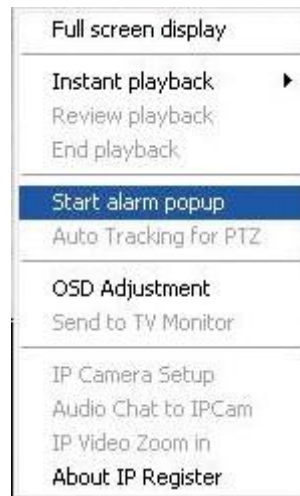 Full screen display
Instant playback
Review playback
End playback
Start alarm popup
Auto Tracking for PTZ
OSD Adjustment
Send to TV Monitor
IP Camera Setup
Audio Chat to IPCam
IP Video Zoom in
About IP Register